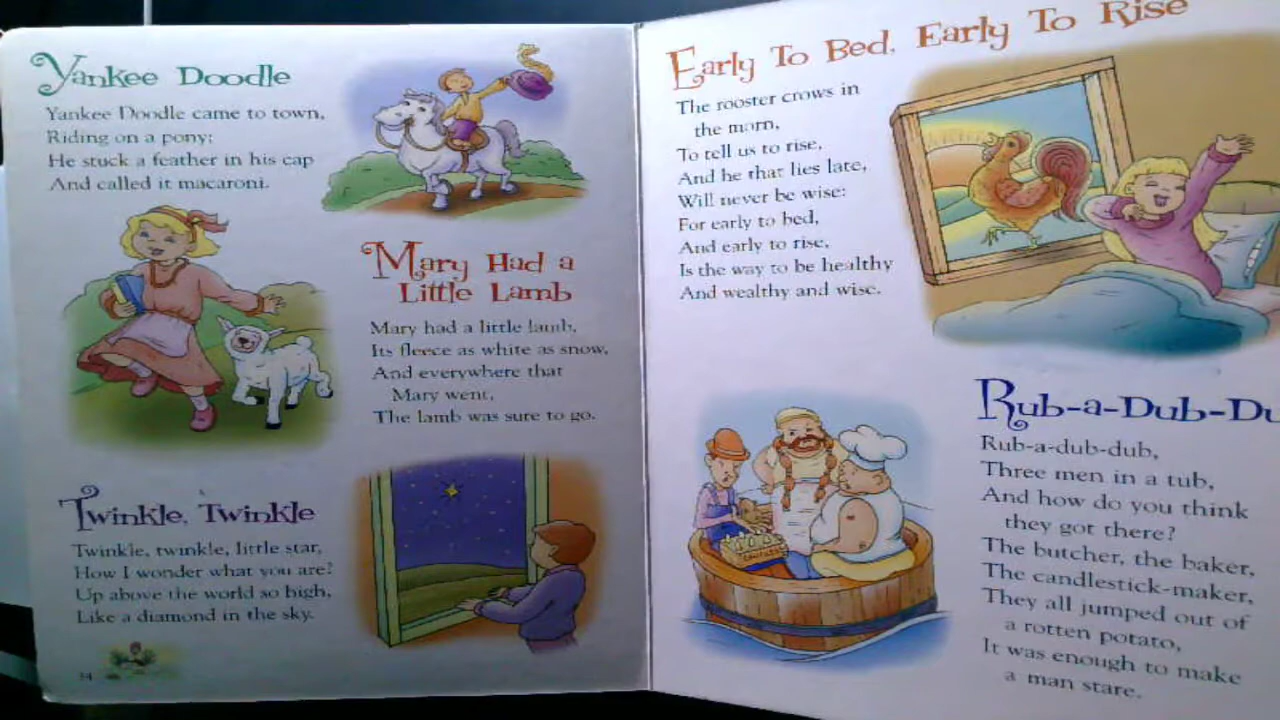 Yankee Doodle
Yankee Doodle came to town,
Riding on a pony;
He stuck a feather in his cap
And called it macaroni.
Mary Had a
Little Lamb
Mary had a little lamb,
Its fleece as white as snow,
And everywhere that
Mary went,
The lamb was sure to go.
Twinkle, Twinkle
Twinkle, twinkle, little star,
How I wonder what you are?
Up above the world so high,
Like a diamond in the sky.
Early To Bed, Early To Rise
The rooster crows in
the morn,
To tell us to rise,
And he that lies late,
Will never be wise:
For early to bed,
And early to rise,
Is the way to be healthy
And wealthy and wise.
Rub-a-Dub-Du
Rub-a-dub-dub,
Three men in a tub,
And how do you think
they got there?
The butcher, the baker,
The candlestick-maker,
They all jumped out of
a rotten potato,
It was enough to make
a man stare.